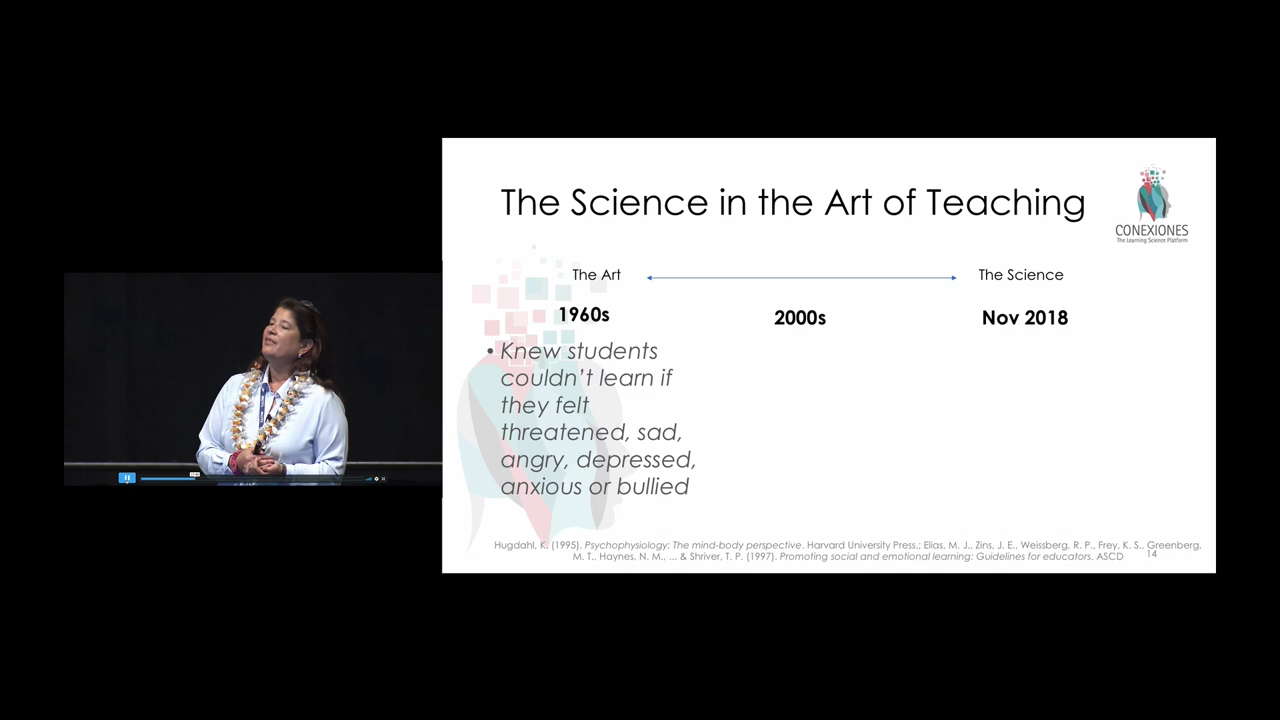 The Science in the Art of Teaching
CONEXIONES
The Learning Science Platform
The Art
The Science
1960s
2000s
Nov 2018
• Knew students
couldn’t learn if
they felt
threatened, sad,
angry, depressed,
anxious or bullied
Hugdahl, K. (1995). Psychophysiology: The mind-body perspective. Harvard University Press.; Elias, M. J., Zins, J. E., Weissberg, R. P., Frey, K. S., Greenberg,
M. T., Haynes, N. M., ... & Shriver, T. P. (1997). Promoting social and emotional learning: Guidelines for educators. ASCD
14